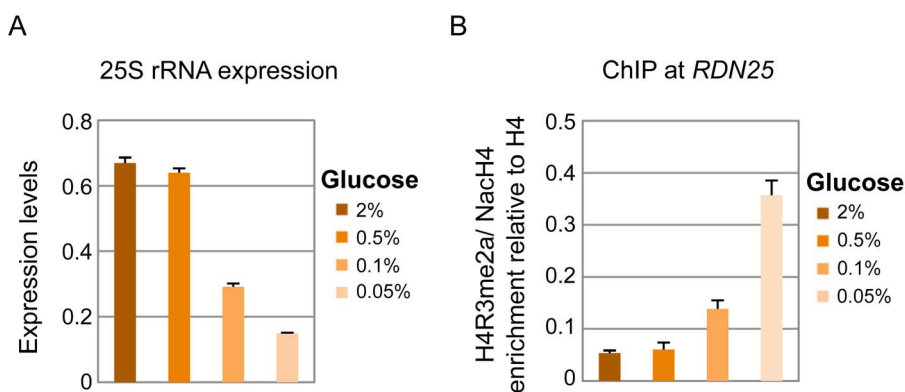 A
25S rRNA expression
Expression levels
0.8
0.6
0.4
0.2
0
Glucose
2%
0.5%
0.1%
0.05%
B
ChIP at RDN25
H4R3me2a/ NacH4
enrichment relative to H4
0.5
0.4
0.3
0.2
0.1
0
Glucose
2%
0.5%
0.1%
0.05%